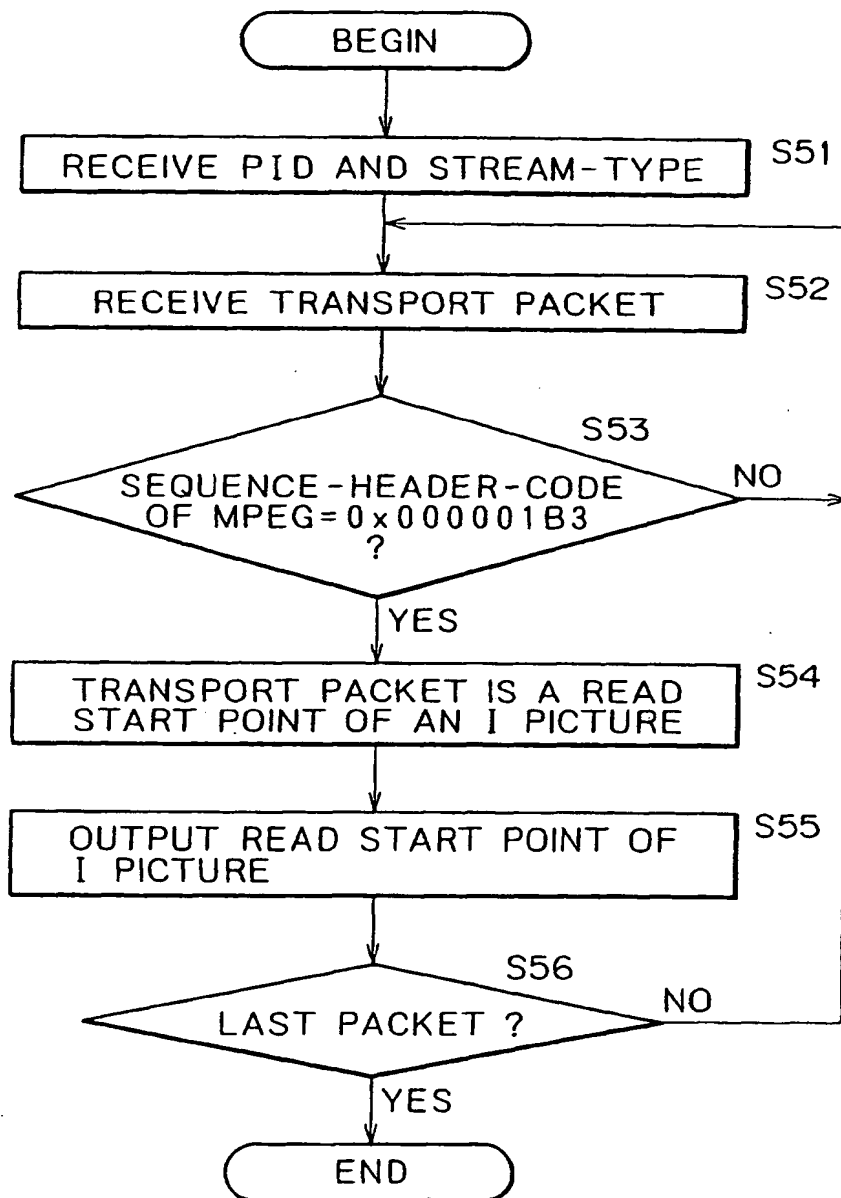 BEGIN
RECEIVE PID AND STREAM-TYPE
S51
RECEIVE TRANSPORT PACKET
S52
S53
SEQUENCE-HEADER-CODE
OF MPEG=0x000001B3
?
NO
YES
TRANSPORT PACKET IS A READ
START POINT OF AN I PICTURE
S54
OUTPUT READ START POINT OF
I PICTURE
S55
S56
LAST PACKET ?
NO
YES
END